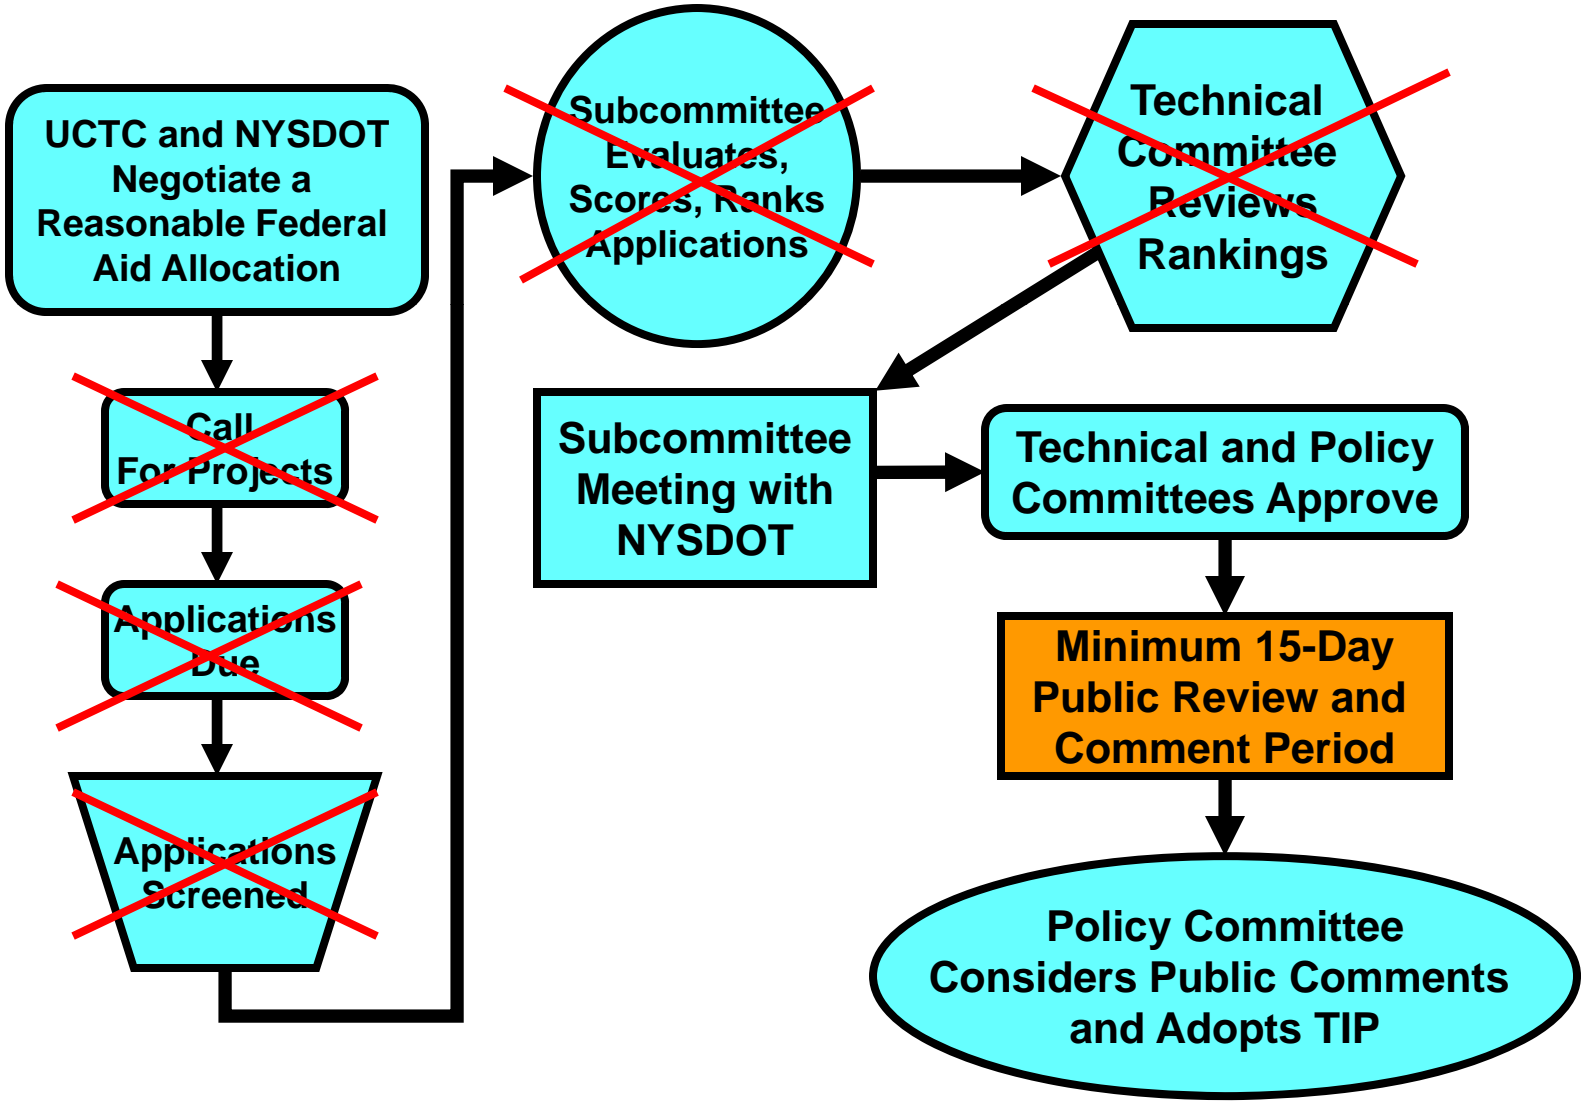 UCTC and NYSDOT
Negotiate a
Reasonable Federal
Aid Allocation
Call
For Projects
Applications
Due
Applications
Screened
Subcommittee
Evaluates,
Scores, Ranks
Applications
Technical
Committee
Reviews
Rankings
Subcommittee
Meeting with
NYSDOT
Technical and Policy
Committees Approve
Minimum 15-Day
Public Review and
Comment Period
Policy Committee
Considers Public Comments
and Adopts TIP